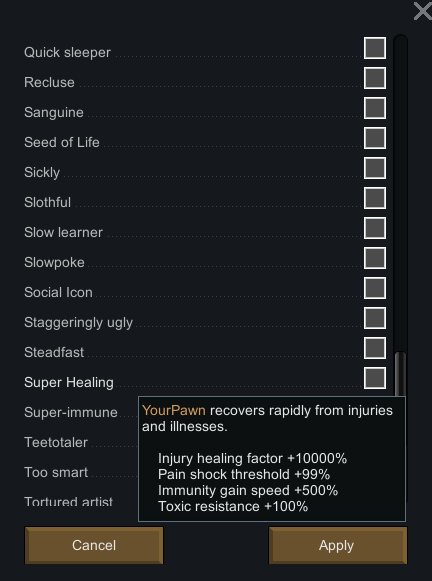 Quick sleeper
Recluse
Sanguine
Seed of Life
Sickly
Slothful
Slow learner
Slowpoke
Social Icon
Staggeringly ugly
Steadfast
Super Healing
Super-immune
Teetotaler
Too smart
Tortured artist
YourPawn recovers rapidly from injuries
and illnesses.
Injury healing factor +10000%
Pain shock threshold +99%
Immunity gain speed +500%
Toxic resistance +100%
Cancel
Apply